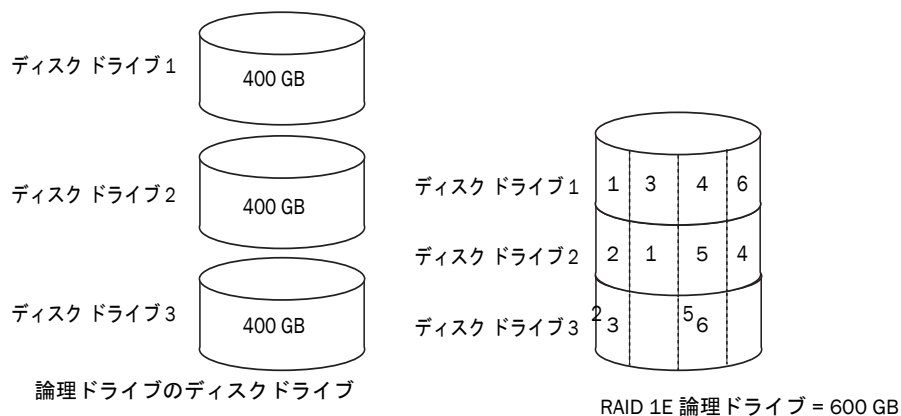 ディスク ドライブ 1
400 GB
ディスク ドライブ 2
400 GB
ディスク ドライブ 3
400 GB
論理ドライブのディスクドライブ
ディスク ドライブ 1 1 3 4 6
ディスク ドライブ 2 2 1 5 4
ディスク ドライブ 3 2 3 5 6
RAID 1E 論理ドライブ = 600 GB